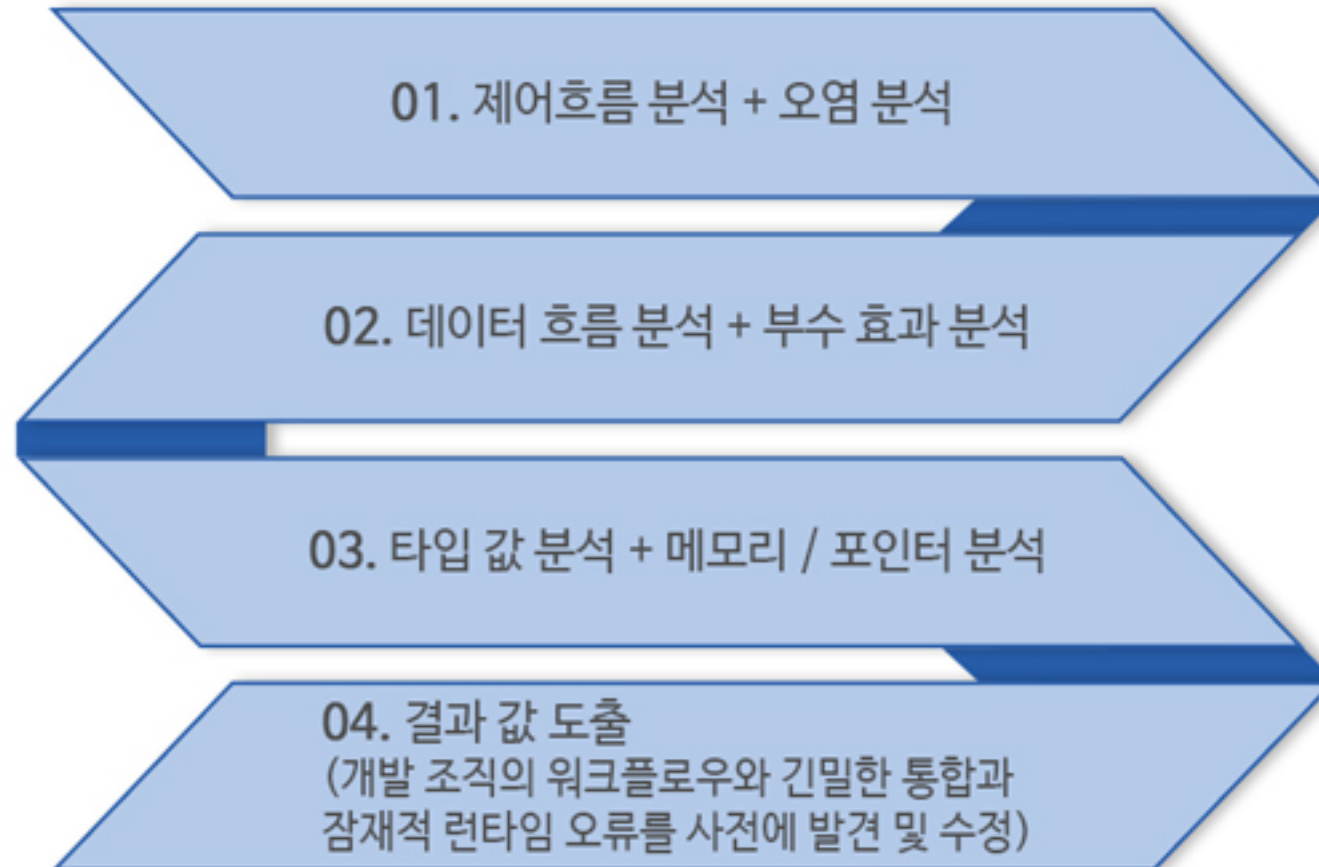 01. 제어흐름 분석 + 오염 분석
02. 데이터 흐름 분석 + 부수 효과 분석
03. 타입 값 분석 + 메모리 / 포인터 분석
04. 결과 값 도출
(개발 조직의 워크플로우와 긴밀한 통합과
잠재적 런타임 오류를 사전에 발견 및 수정)